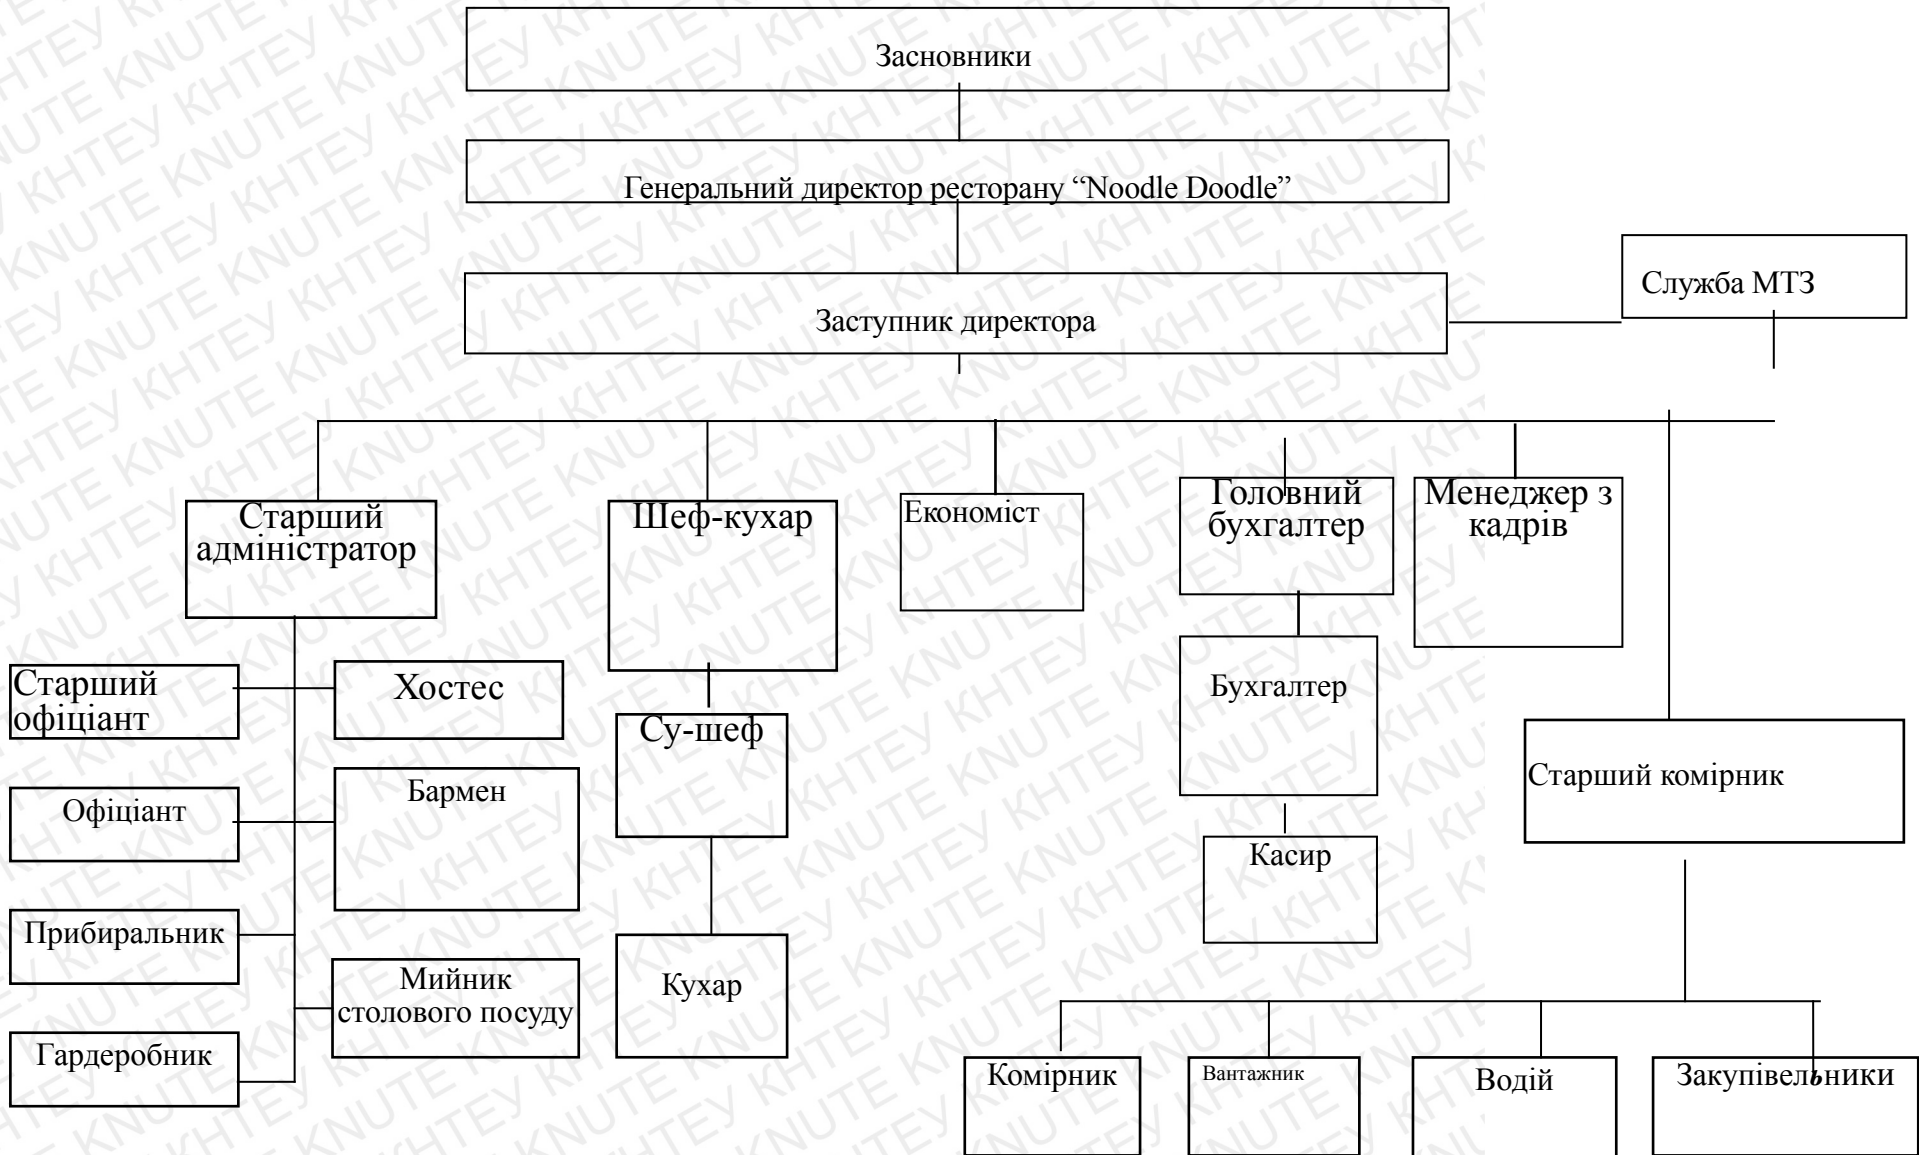 Засновники
Генеральний директор ресторану “Noodle Doodle”
Служба МТЗ
Заступник директора
Старший
адміністратор
Шеф-кухар
Економіст
Головний
бухгалтер
Менеджер з
кадрів
Старший
офіціант
Хостес
Су-шеф
Бухгалтер
Старший комірник
Офіціант
Бармен
Касир
Прибиральник
Мийник
столового посуду
Кухар
Гардеробник
Комірник
Вантажник
Водій
Закупівельники
KNUTE КНТЕУ